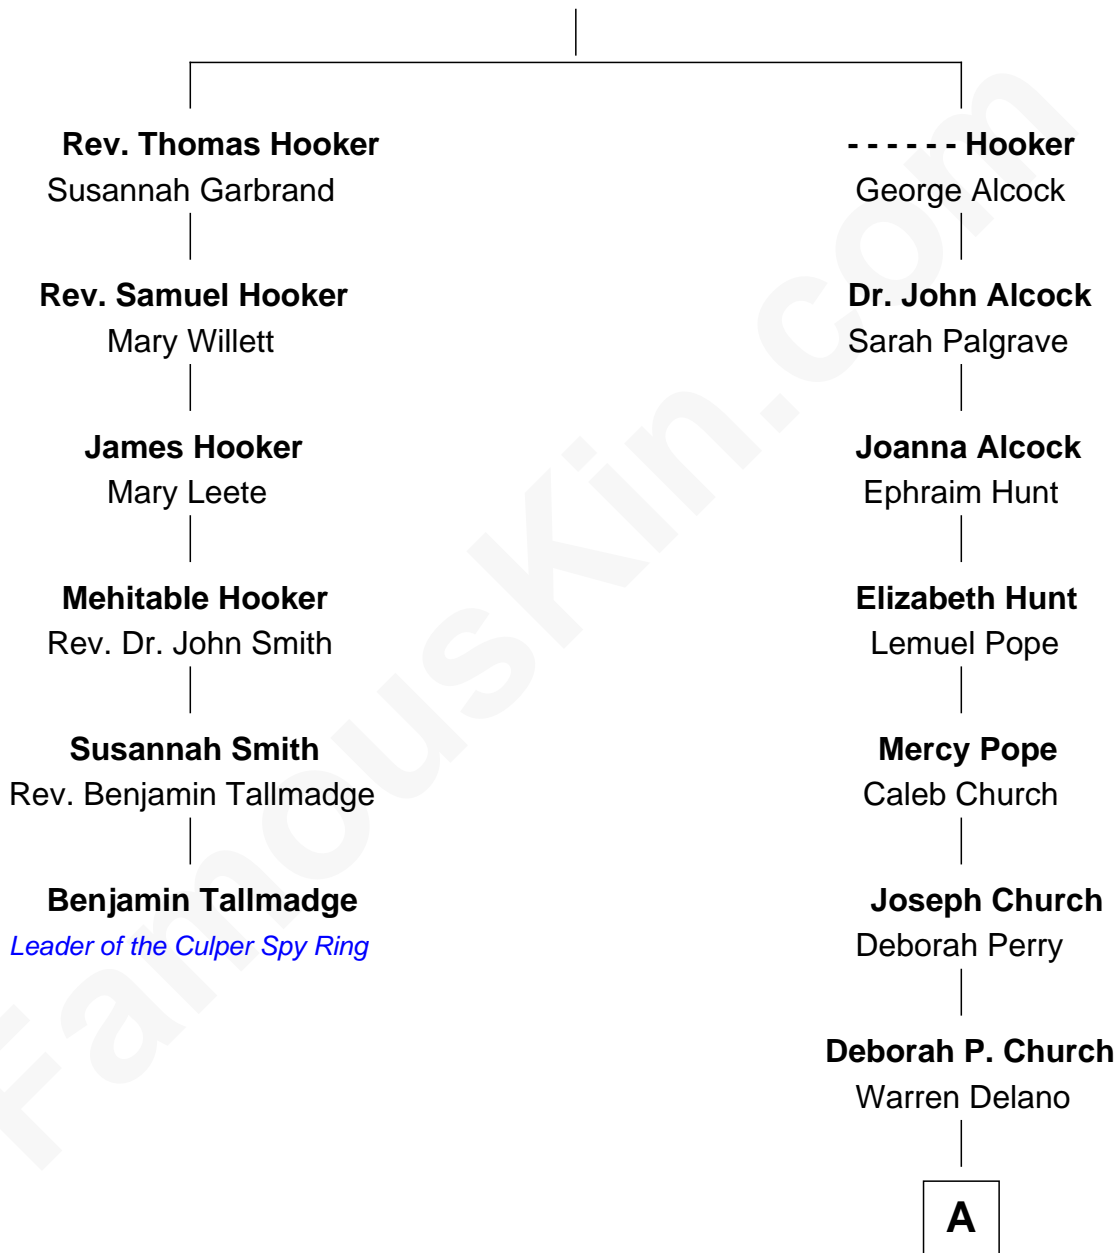 Rev. Thomas Hooker
Susannah Garbrand
Rev. Samuel Hooker
Mary Willett
James Hooker
Mary Leete
Mehitable Hooker
Rev. Dr. John Smith
Susannah Smith
Rev. Benjamin Tallmadge
Benjamin Tallmadge
Leader of the Culper Spy Ring
- - - - - - Hooker
George Alcock
Dr. John Alcock
Sarah Palgrave
Joanna Alcock
Ephraim Hunt
Elizabeth Hunt
Lemuel Pope
Mercy Pope
Caleb Church
Joseph Church
Deborah Perry
Deborah P. Church
Warren Delano
A
FamousKin.com